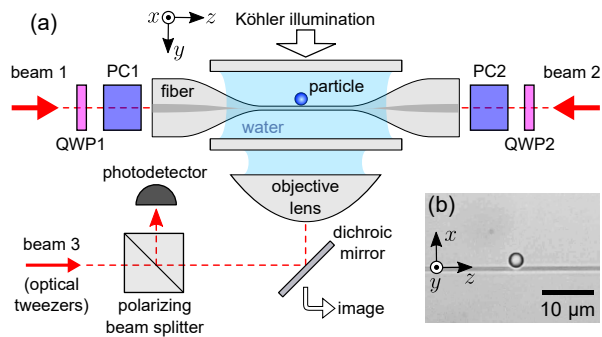 (a)
x
z
y
Köhler illumination
beam 1
PC1
fiber
particle
PC2
beam 2
QWP1
water
QWP2
photodetector
objective
lens
dichroic
mirror
beam 3
(optical
tweezers)
polarizing
beam splitter
image
(b)
x
y
z
10 µm